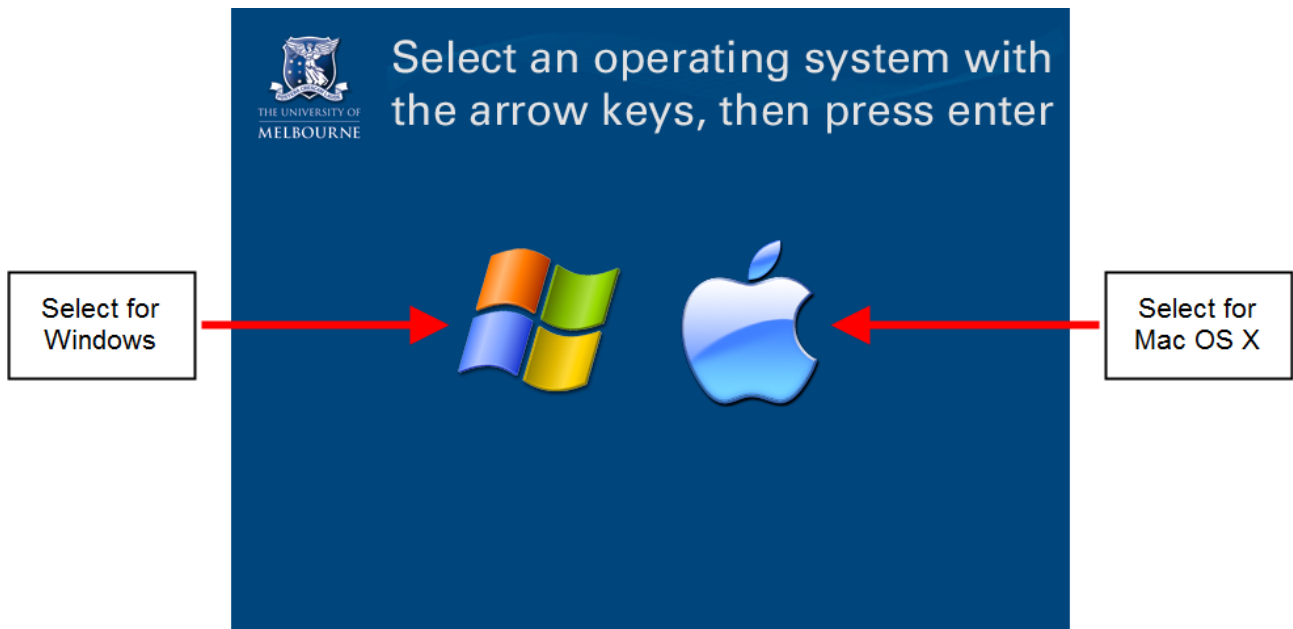 Select an operating system with
the arrow keys, then press enter
THE UNIVERSITY OF
MELBOURNE
Select for
Windows
Select for
Mac OS X